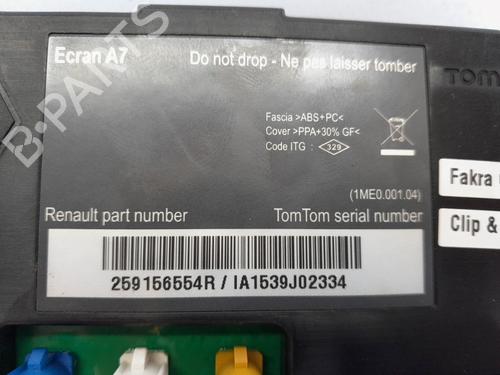 Ecran A7
Do not drop - Ne pas laisser tomber
TOM
Fascia >ABS+PC<
Cover >PPA+30% GF<
Code ITG : 329
(1ME0.001.04)
Fakra
Clip &
Renault part number
TomTom serial number
259156554R / IA1539J02334
B-PARTS